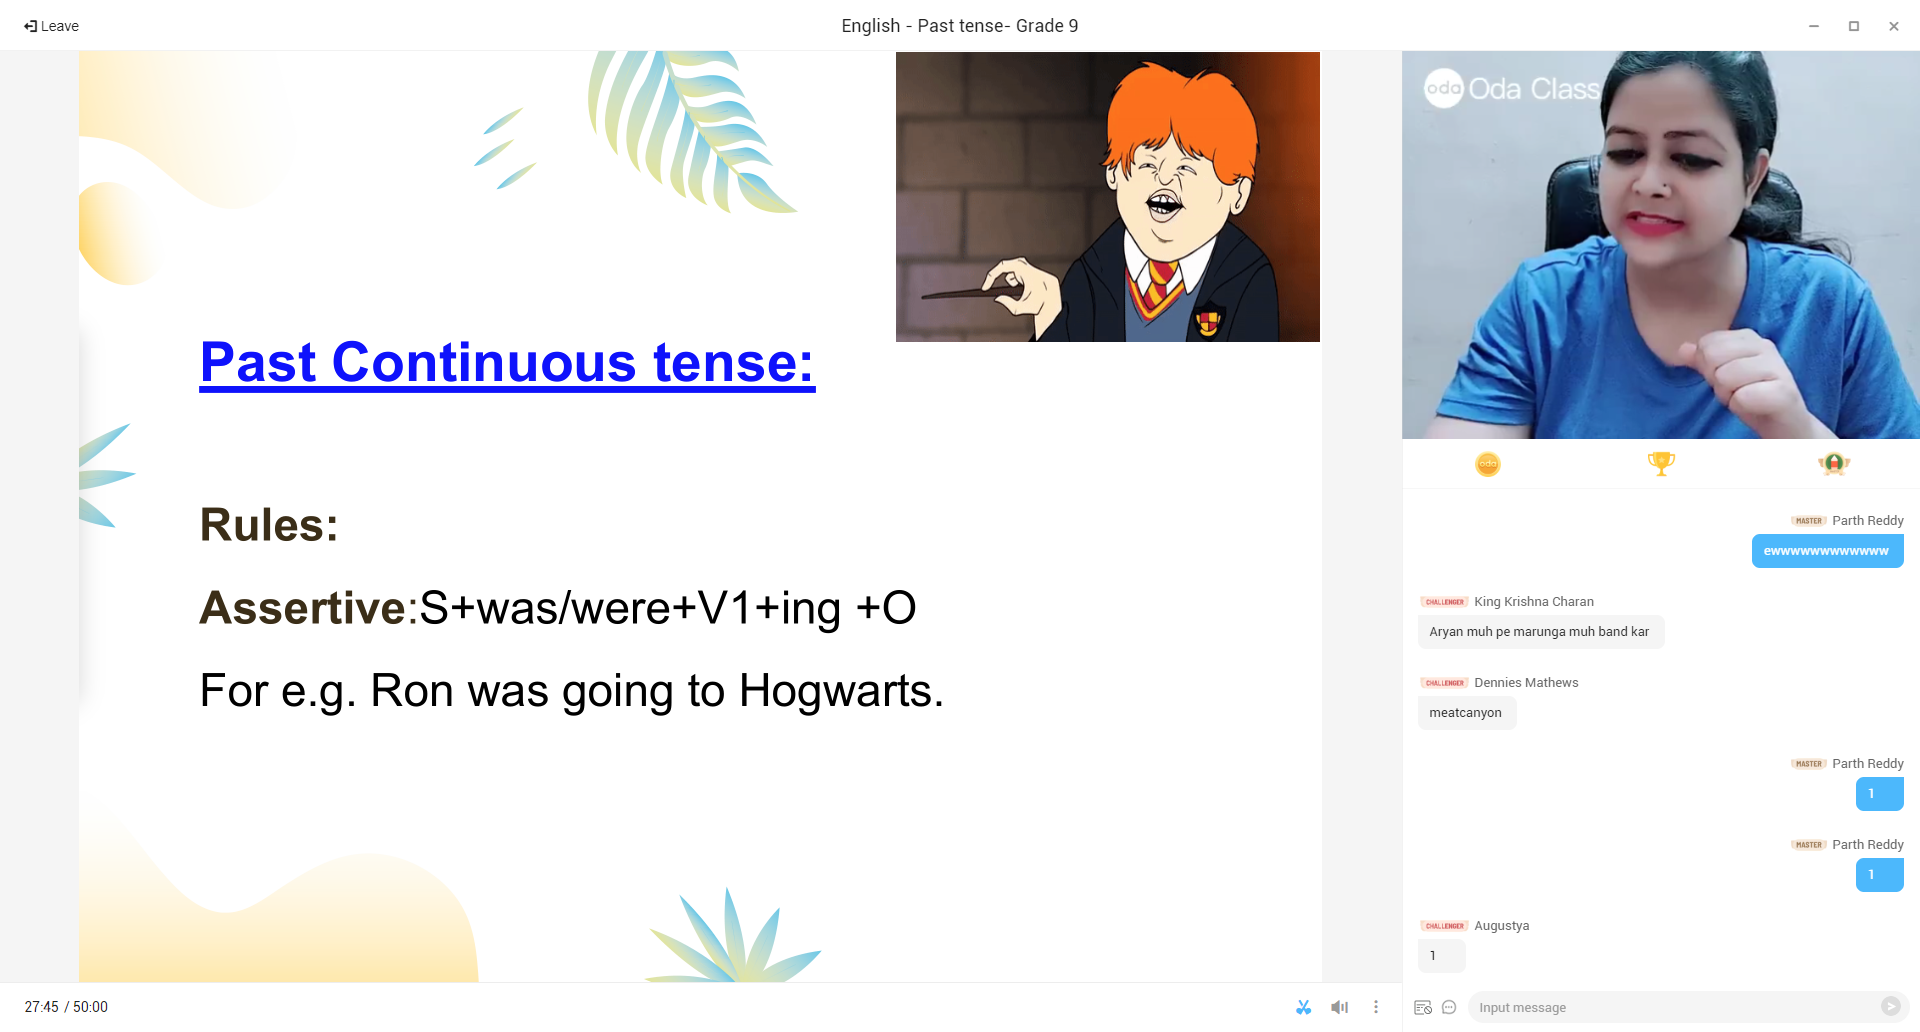 Leave
English - Past tense- Grade 9
oda Oda Class
Past Continuous tense:
Rules:
Assertive:S+was/were+V1+ing +O
For e.g. Ron was going to Hogwarts.
oda
MASTER Parth Reddy
ewwwwwwwwwwwww
CHALLENGER King Krishna Charan
Aryan muh pe marunga muh band kar
CHALLENGER Dennies Mathews
meatcanyon
MASTER Parth Reddy
1
MASTER Parth Reddy
1
CHALLENGER Augustya
1
27:45 / 50:00
Input message